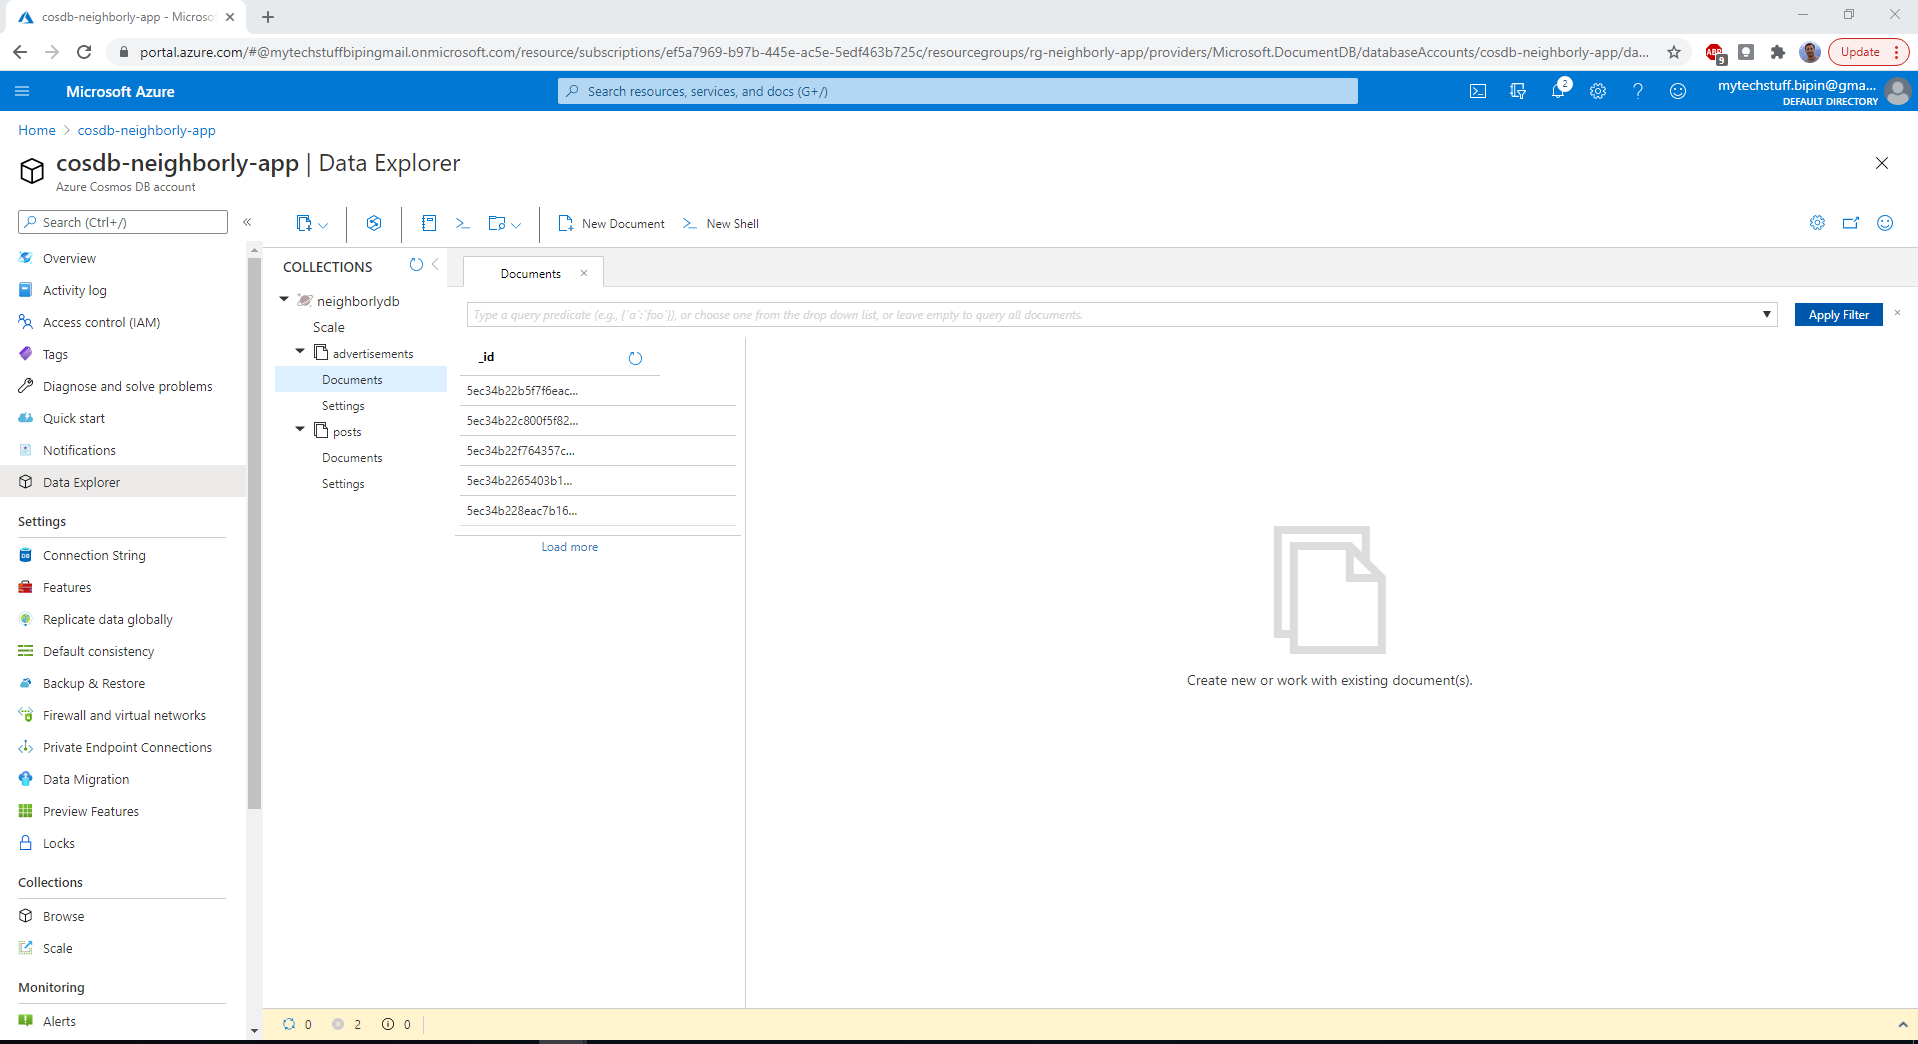 cosdb-neighborly-app - Microso
portal.azure.com/#@mytechstuffbipingmail.onmicrosoft.com/resource/subscriptions/ef5a7969-b97b-445e-ac5e-5edf463b725c/resourcegroups/rg-neighborly-app/providers/Microsoft.DocumentDB/databaseAccounts/cosdb-neighborly-app/da...
ABP
9
Update
Microsoft Azure
Search resources, services, and docs (G+/)
2
mytechstuff.bipin@gma...
DEFAULT DIRECTORY
Home > cosdb-neighborly-app
cosdb-neighborly-app | Data Explorer
Azure Cosmos DB account
Search (Ctrl+/)
«
New Document
New Shell
Overview
Activity log
Access control (IAM)
Tags
Diagnose and solve problems
Quick start
Notifications
Data Explorer
Settings
Connection String
Features
Replicate data globally
Default consistency
Backup & Restore
Firewall and virtual networks
Private Endpoint Connections
Data Migration
Preview Features
Locks
Collections
Browse
Scale
Monitoring
Alerts
COLLECTIONS
neighborlydb
Scale
advertisements
Documents
Settings
posts
Documents
Settings
Documents
Type a query predicate (e.g., {´a´:´foo´}), or choose one from the drop down list, or leave empty to query all documents.
Apply Filter
_id
5ec34b22b5f7f6eac...
5ec34b22c800f5f82...
5ec34b22f764357c...
5ec34b2265403b1...
5ec34b228eac7b16...
Load more
Create new or work with existing document(s).
0
2
0